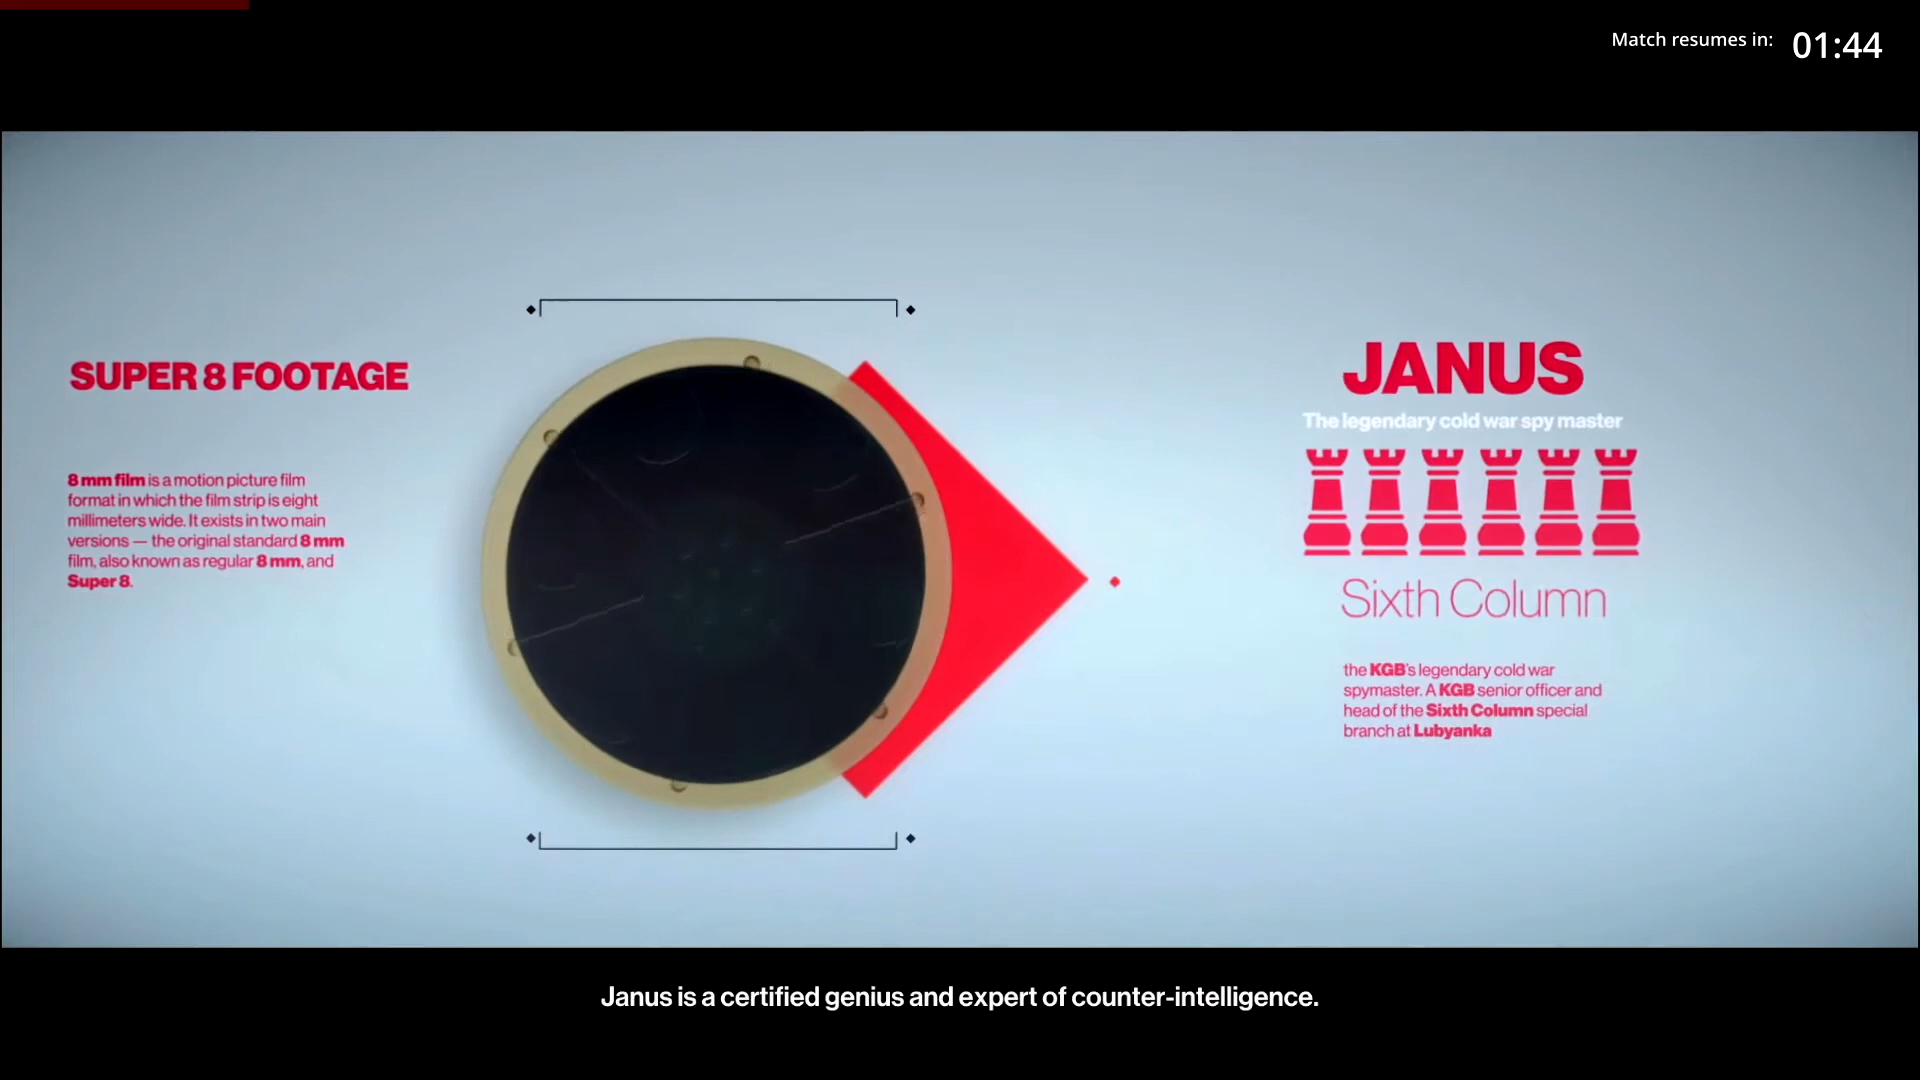 Match resumes in: 01:44
SUPER 8 FOOTAGE
8 mm film is a motion picture film
format in which the film strip is eight
millimeters wide. It exists in two main
versions — the original standard 8 mm
film, also known as regular 8 mm, and
Super 8.
JANUS
The legendary cold war spy master
Sixth Column
the KGB's legendary cold war
spymaster. A KGB senior officer and
head of the Sixth Column special
branch at Lubyanka
Janus is a certified genius and expert of counter-intelligence.